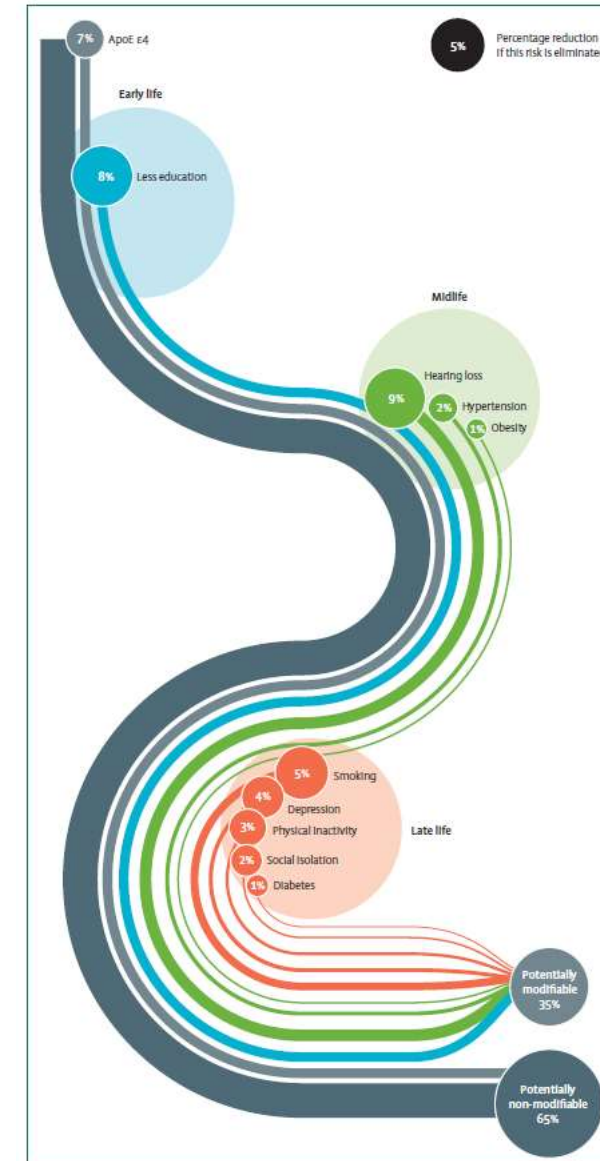 7% ApoE ε4
5%
Percentage reduction
if this risk is eliminated
Early life
8% Less education
Midlife
Hearing loss
9%
2% Hypertension
1% Obesity
5% Smoking
4% Depression
3% Physical inactivity
Late life
2% Social isolation
1% Diabetes
Potentially
modifiable
35%
Potentially
non-modifiable
65%